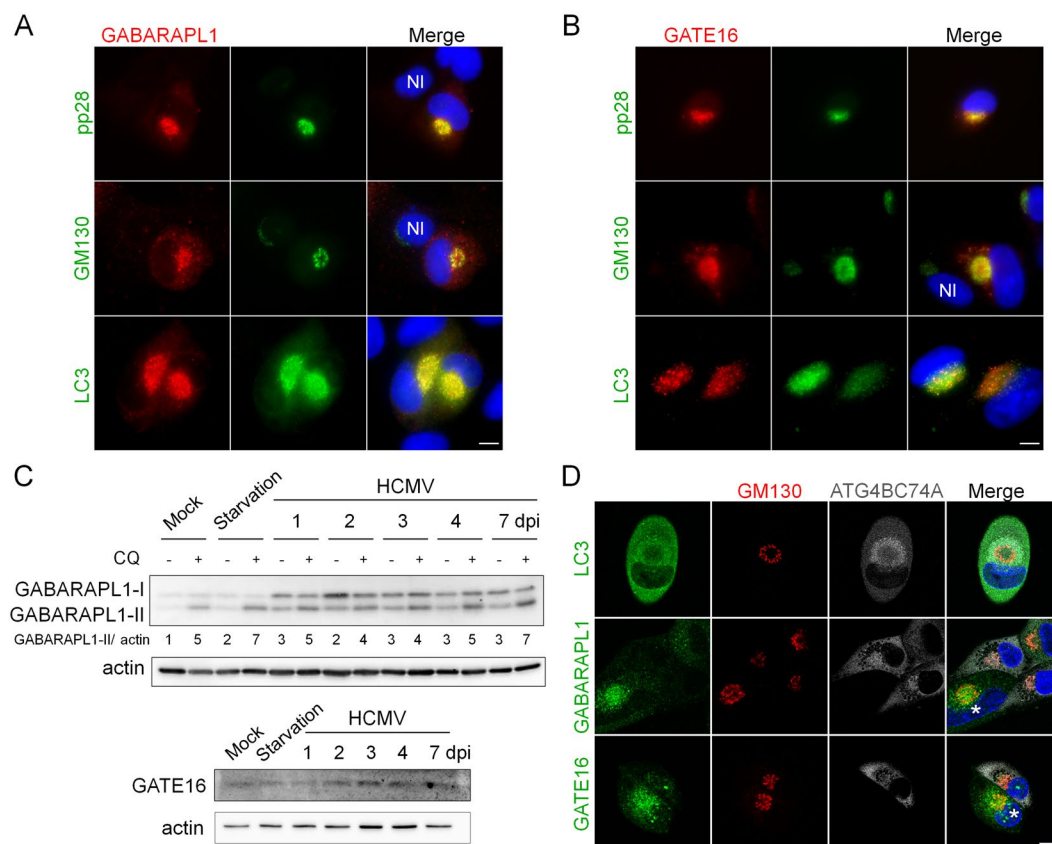 A
GABARAPL1 Merge
pp28
NI
GM130
NI
LC3
B
GATE16 Merge
pp28
GM130
NI
LC3
C
Mock Starvation HCMV
1 2 3 4 7 dpi
CQ - + - + - + - + - + - + - +
GABARAPL1-I
GABARAPL1-II
GABARAPL1-II/ actin 1 5 2 7 3 5 2 4 3 4 3 5 3 7
actin
Mock Starvation HCMV
1 2 3 4 7 dpi
GATE16
actin
D
GM130 ATG4BC74A Merge
LC3
GABARAPL1
*
GATE16
*